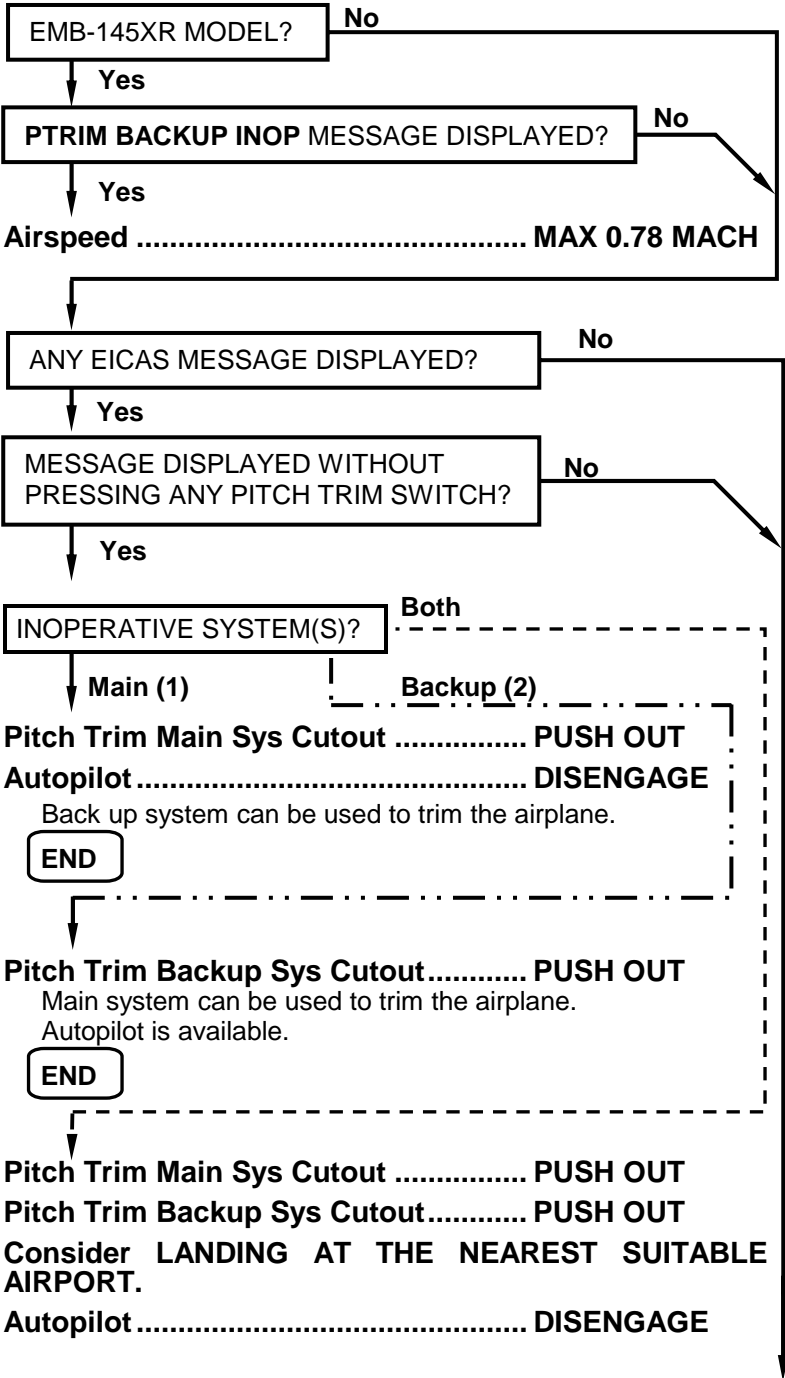 EMB-145XR MODEL?
No
Yes
PTRIM BACKUP INOP MESSAGE DISPLAYED?
No
Yes
Airspeed .............................................. MAX 0.78 MACH
ANY EICAS MESSAGE DISPLAYED?
No
Yes
MESSAGE DISPLAYED WITHOUT
PRESSING ANY PITCH TRIM SWITCH?
No
Yes
INOPERATIVE SYSTEM(S)?
Both
Main (1)
Backup (2)
Pitch Trim Main Sys Cutout ................ PUSH OUT
Autopilot .............................................. DISENGAGE
Back up system can be used to trim the airplane.
END
Pitch Trim Backup Sys Cutout ............ PUSH OUT
Main system can be used to trim the airplane.
Autopilot is available.
END
Pitch Trim Main Sys Cutout ................ PUSH OUT
Pitch Trim Backup Sys Cutout ............ PUSH OUT
Consider LANDING AT THE NEAREST SUITABLE
AIRPORT.
Autopilot .............................................. DISENGAGE